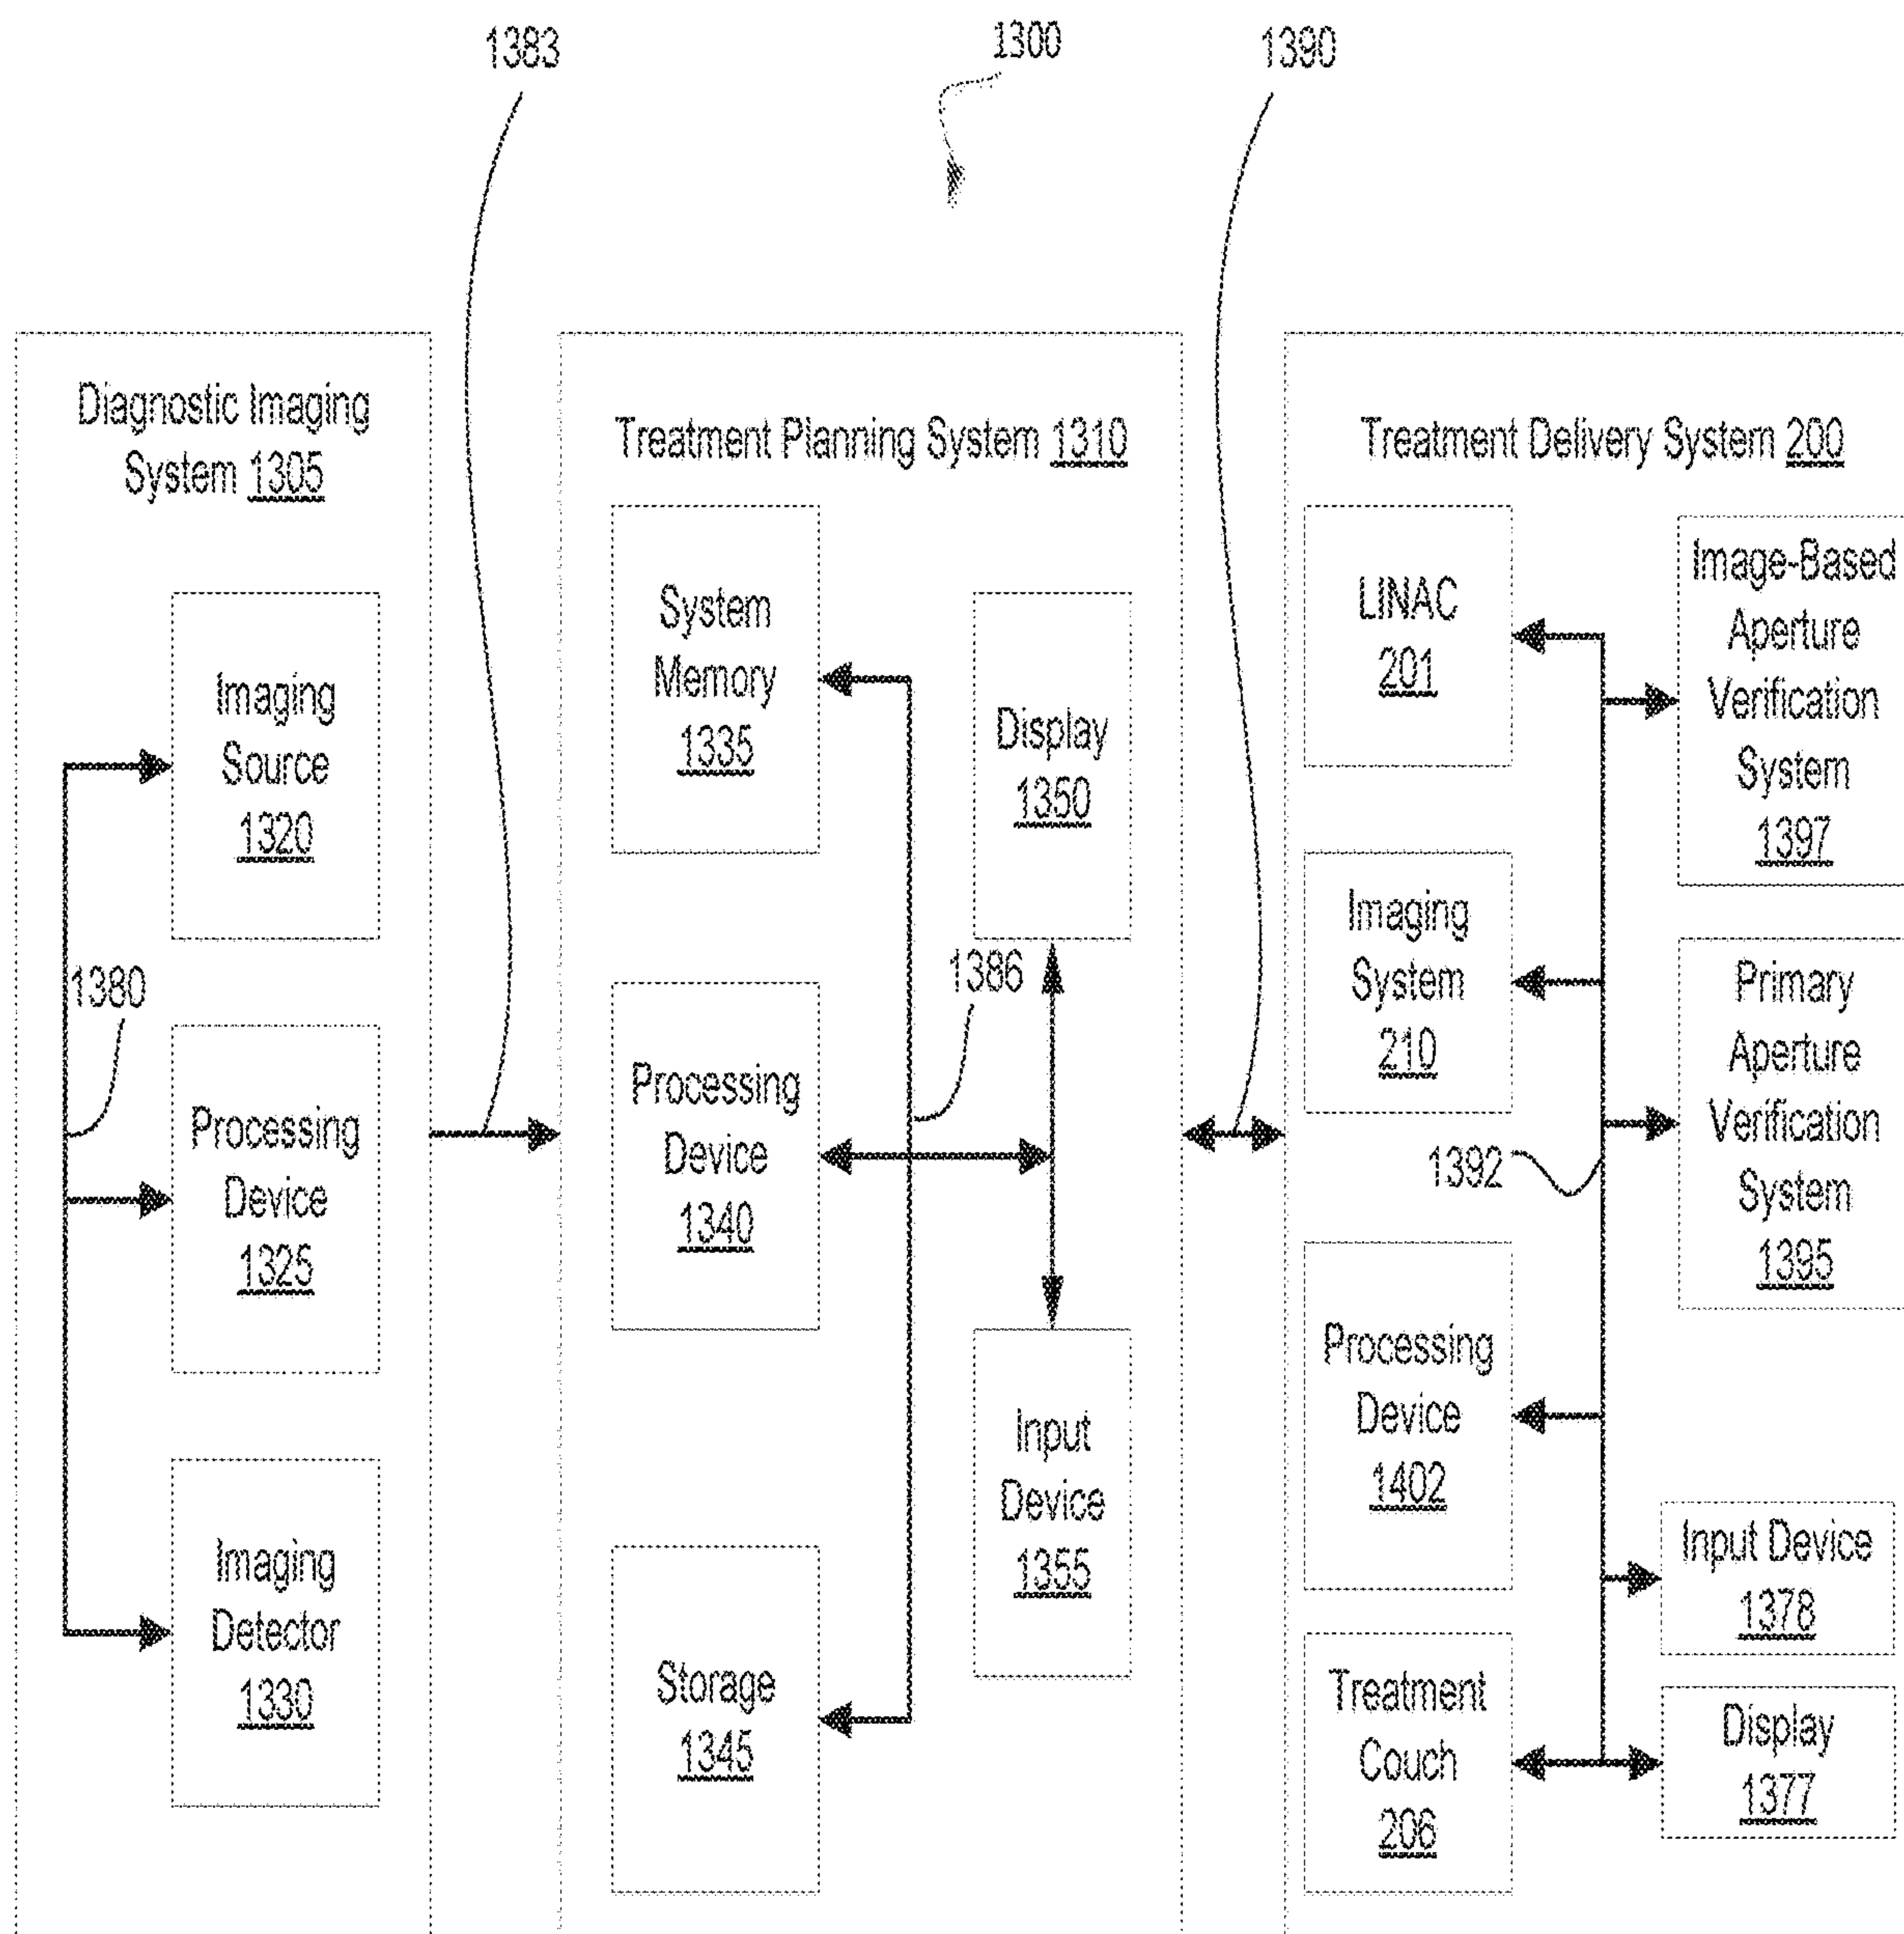 1383
1300
1390
Diagnostic Imaging
System 1305
Imaging
Source
1320
1380
Processing
Device
1325
Imaging
Detector
1330
Treatment Planning System 1310
System
Memory
1335
Display
1350
1386
Processing
Device
1340
Input
Device
1355
Storage
1345
Treatment Delivery System 200
LINAC
201
Image-Based
Aperture
Verification
System
1397
Imaging
System
210
Primary
Aperture
Verification
System
1395
1392
Processing
Device
1402
Input Device
1378
Treatment
Couch
206
Display
1377